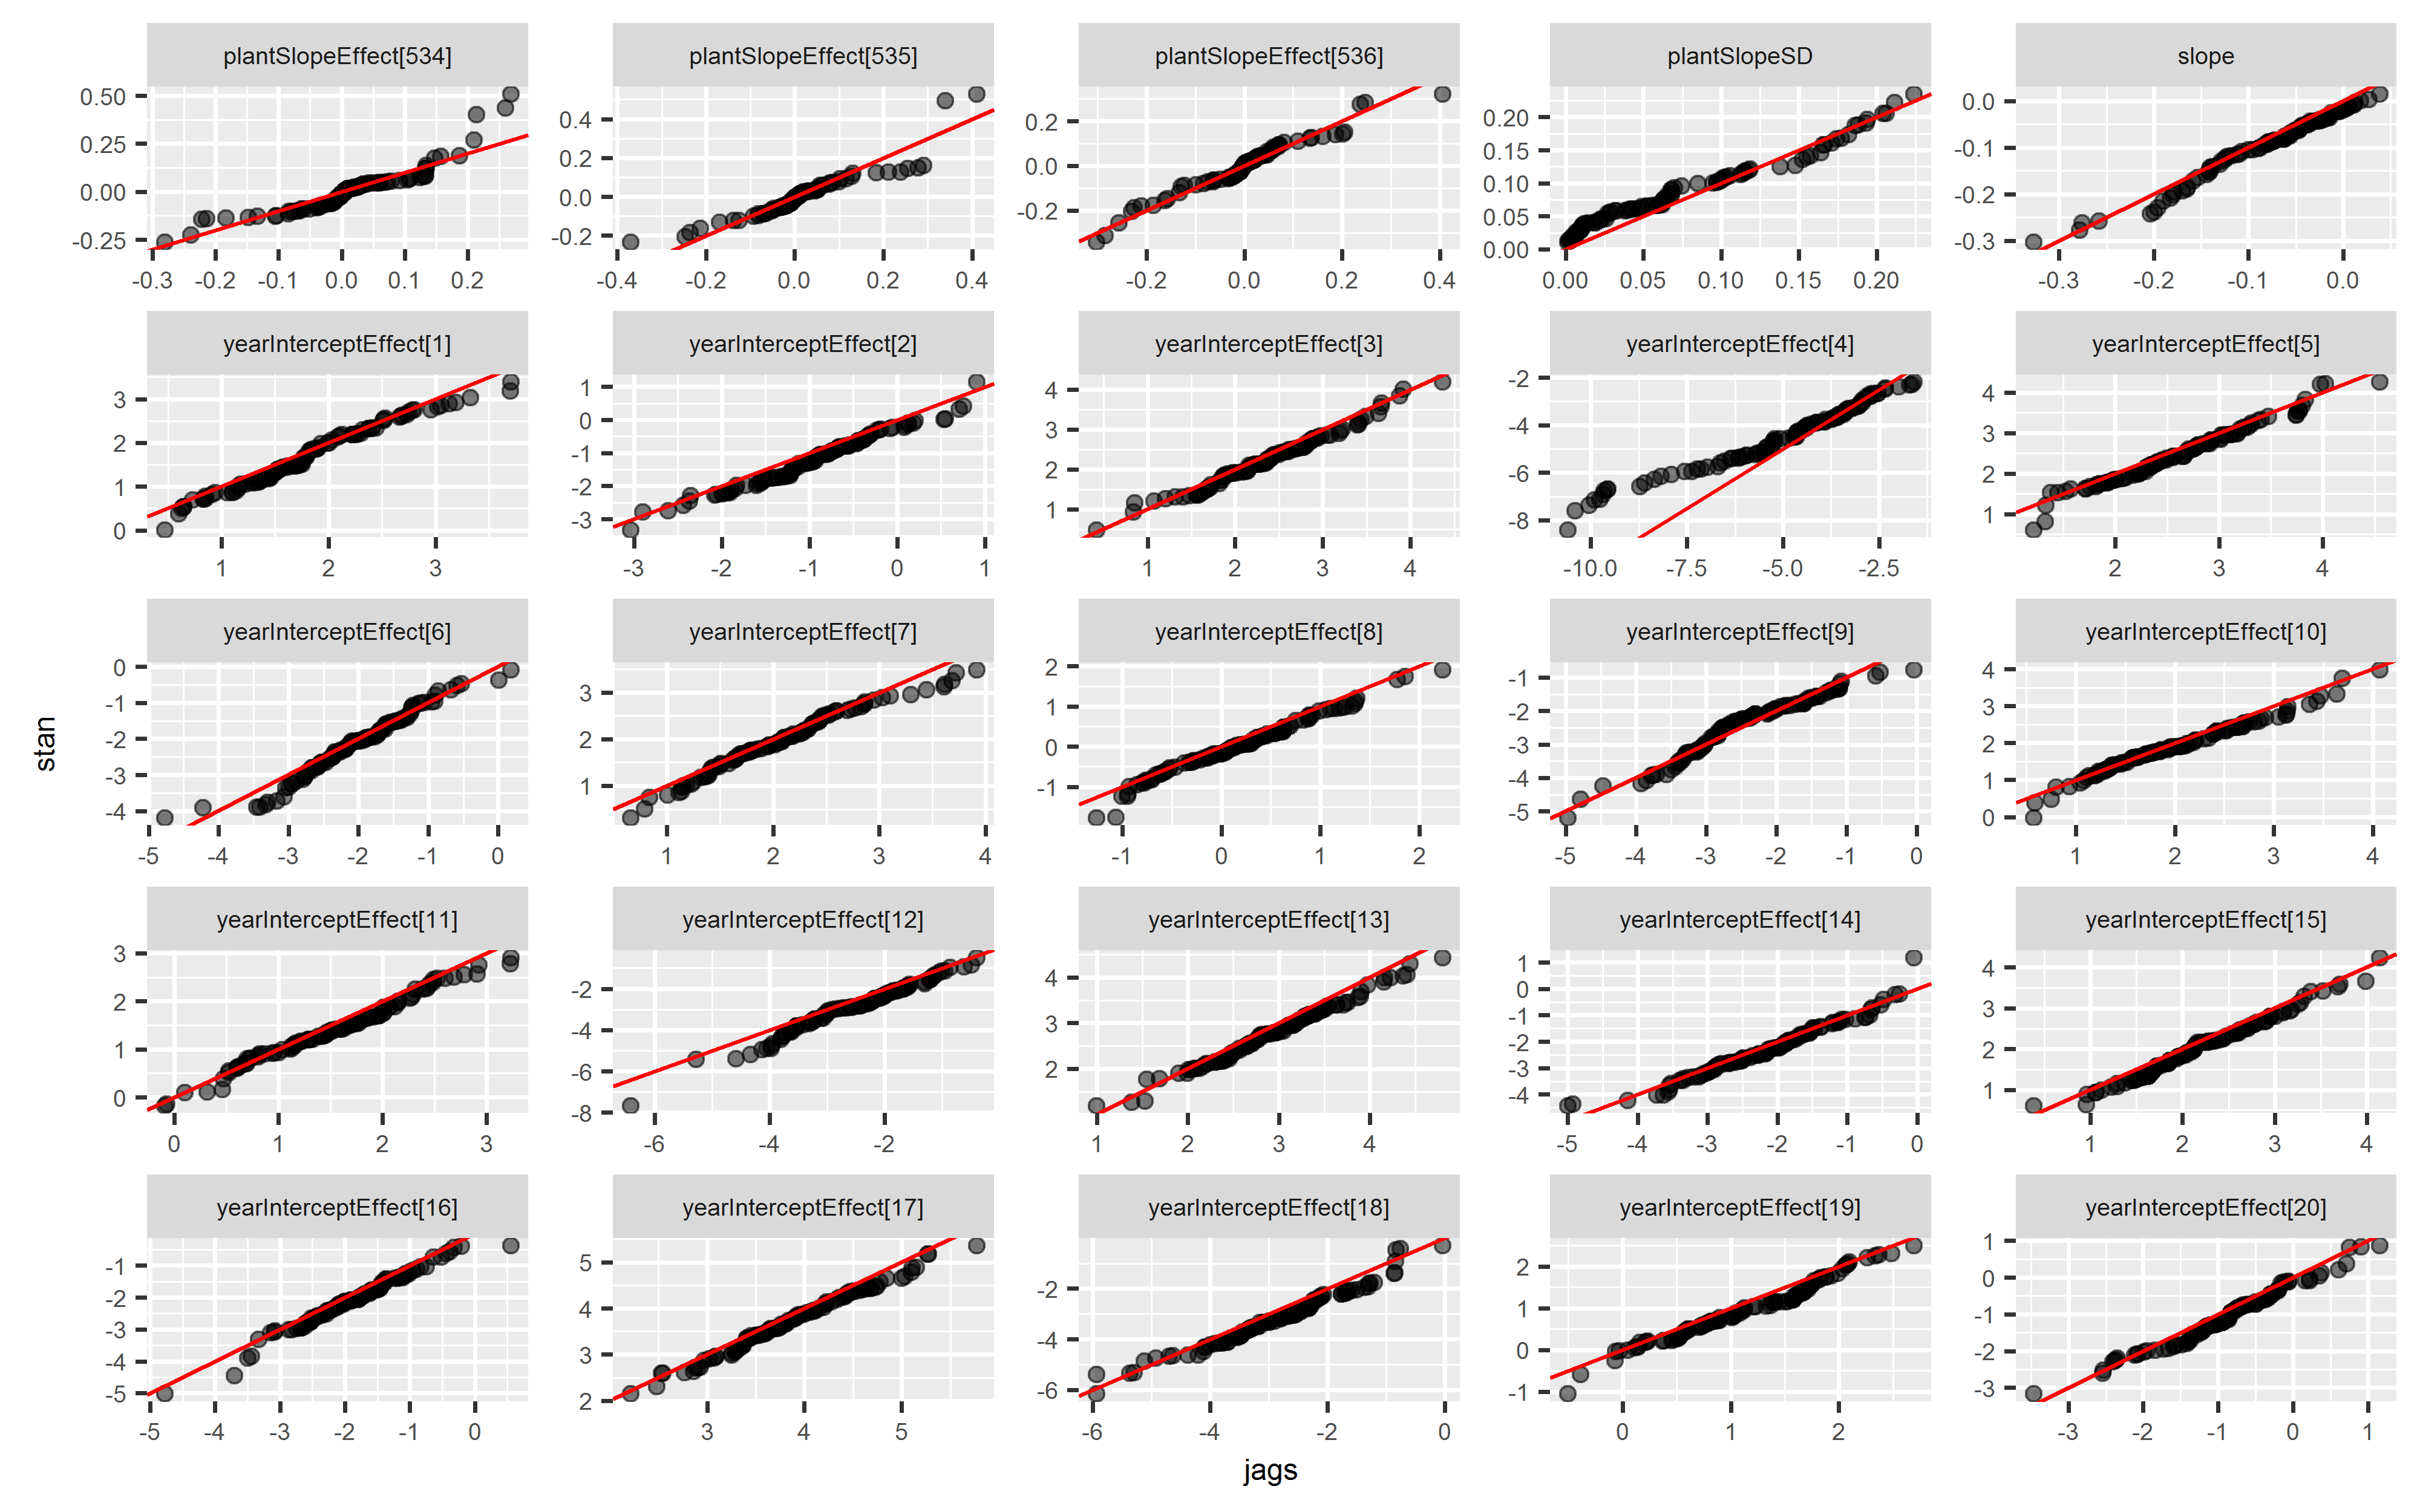 plantSlopeEffect[534] plantSlopeEffect[535] plantSlopeEffect[536] plantSlopeSD slope
0.50 0.25 0.00 -0.25
0.4 0.2 0.0 -0.2
0.2 0.0 -0.2
0.20 0.15 0.10 0.05 0.00
0.0 -0.1 -0.2 -0.3
-0.3 -0.2 -0.1 0.0 0.1 0.2
-0.4 -0.2 0.0 0.2 0.4
-0.2 0.0 0.2 0.4
0.00 0.05 0.10 0.15 0.20
-0.3 -0.2 -0.1 0.0
yearInterceptEffect[1] yearInterceptEffect[2] yearInterceptEffect[3] yearInterceptEffect[4] yearInterceptEffect[5]
3 2 1 0
1 0 -1 -2 -3
4 3 2 1
-2 -4 -6 -8
4 3 2 1
1 2 3
-3 -2 -1 0 1
1 2 3 4
-10.0 -7.5 -5.0 -2.5
2 3 4
yearInterceptEffect[6] yearInterceptEffect[7] yearInterceptEffect[8] yearInterceptEffect[9] yearInterceptEffect[10]
0 -1 -2 -3 -4
3 2 1
2 1 0 -1
-1 -2 -3 -4 -5
4 3 2 1 0
-5 -4 -3 -2 -1 0
1 2 3 4
-1 0 1 2
-5 -4 -3 -2 -1 0
1 2 3 4
stan
yearInterceptEffect[11] yearInterceptEffect[12] yearInterceptEffect[13] yearInterceptEffect[14] yearInterceptEffect[15]
3 2 1 0
-2 -4 -6 -8
4 3 2
1 0 -1 -2 -3 -4
4 3 2 1
0 1 2 3
-6 -4 -2
1 2 3 4
-5 -4 -3 -2 -1 0
1 2 3 4
yearInterceptEffect[16] yearInterceptEffect[17] yearInterceptEffect[18] yearInterceptEffect[19] yearInterceptEffect[20]
-1 -2 -3 -4 -5
5 4 3 2
-2 -4 -6
2 1 0 -1
1 0 -1 -2 -3
-5 -4 -3 -2 -1 0
3 4 5
-6 -4 -2 0
0 1 2
-3 -2 -1 0 1
jags